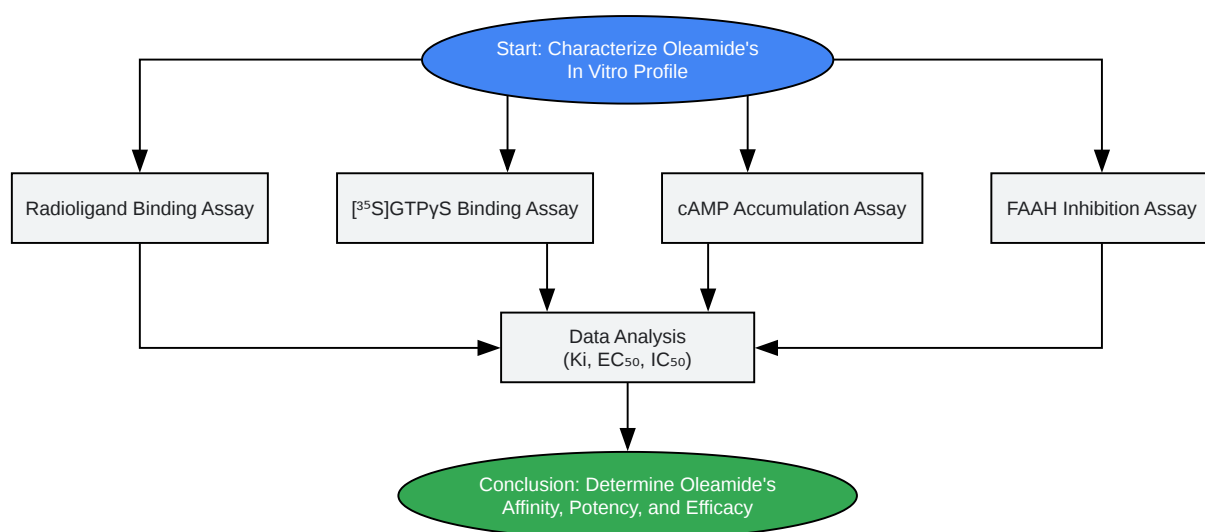 Start: Characterize Oleamide's
In Vitro Profile
Radioligand Binding Assay
[³⁵S]GTPγS Binding Assay
cAMP Accumulation Assay
FAAH Inhibition Assay
Data Analysis
(Ki, EC₅₀, IC₅₀)
Conclusion: Determine Oleamide's
Affinity, Potency, and Efficacy